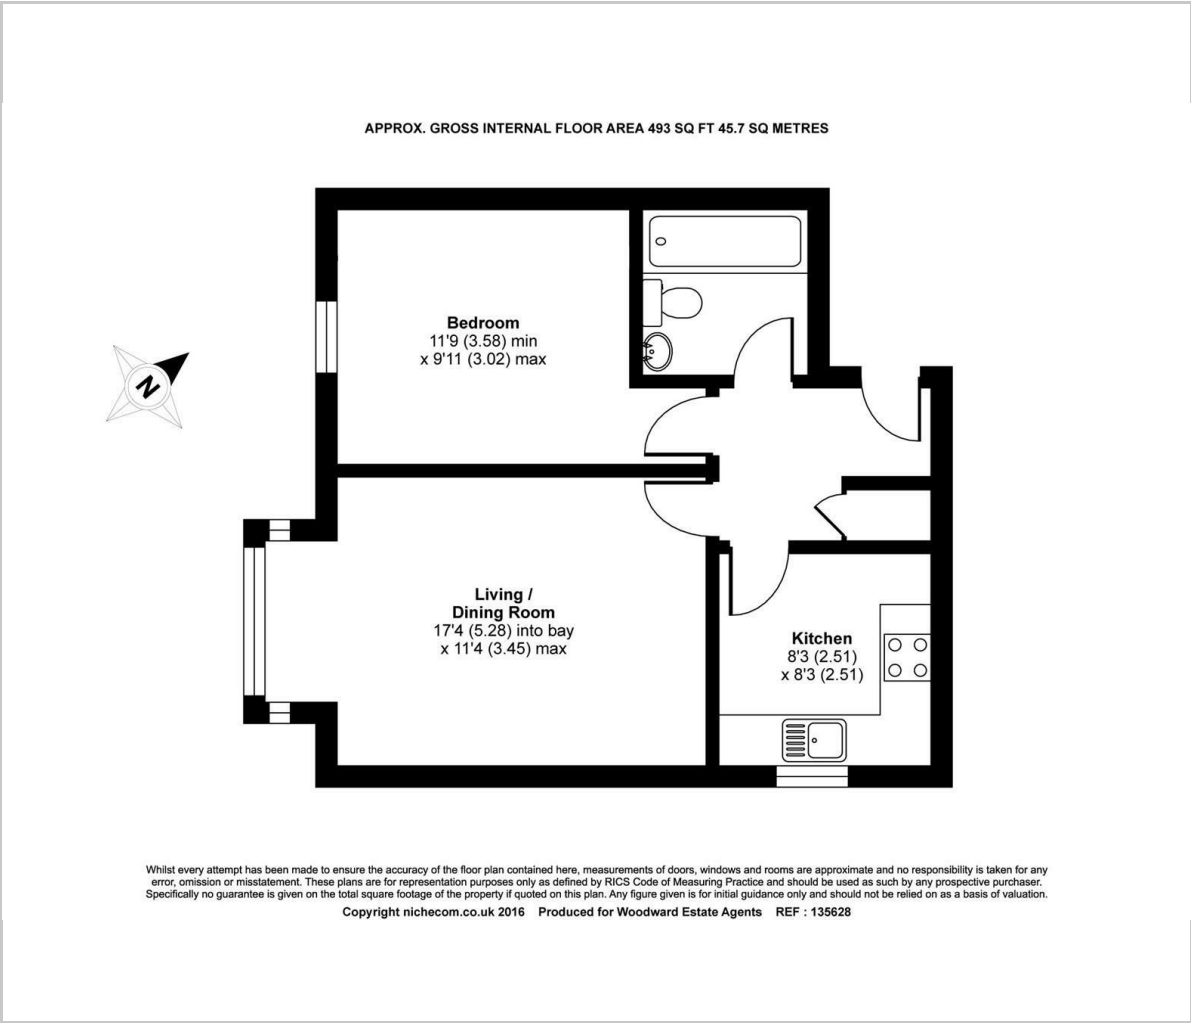 APPROX. GROSS INTERNAL FLOOR AREA 493 SQ FT 45.7 SQ METRES
Bedroom
11'9 (3.58) min
x 9'11 (3.02) max
N
Living /
Dining Room
17'4 (5.28) into bay
x 11'4 (3.45) max
Kitchen
8'3 (2.51)
x 8'3 (2.51)
Whilst every attempt has been made to ensure the accuracy of the floor plan contained here, measurements of doors, windows and rooms are approximate and no responsibility is taken for any
error, omission or misstatement. These plans are for representation purposes only as defined by RICS Code of Measuring Practice and should be used as such by any prospective purchaser.
Specifically no guarantee is given on the total square footage of the property if quoted on this plan. Any figure given is for initial guidance only and should not be relied on as a basis of valuation.
Copyright nichecom.co.uk 2016 Produced for Woodward Estate Agents REF : 135628